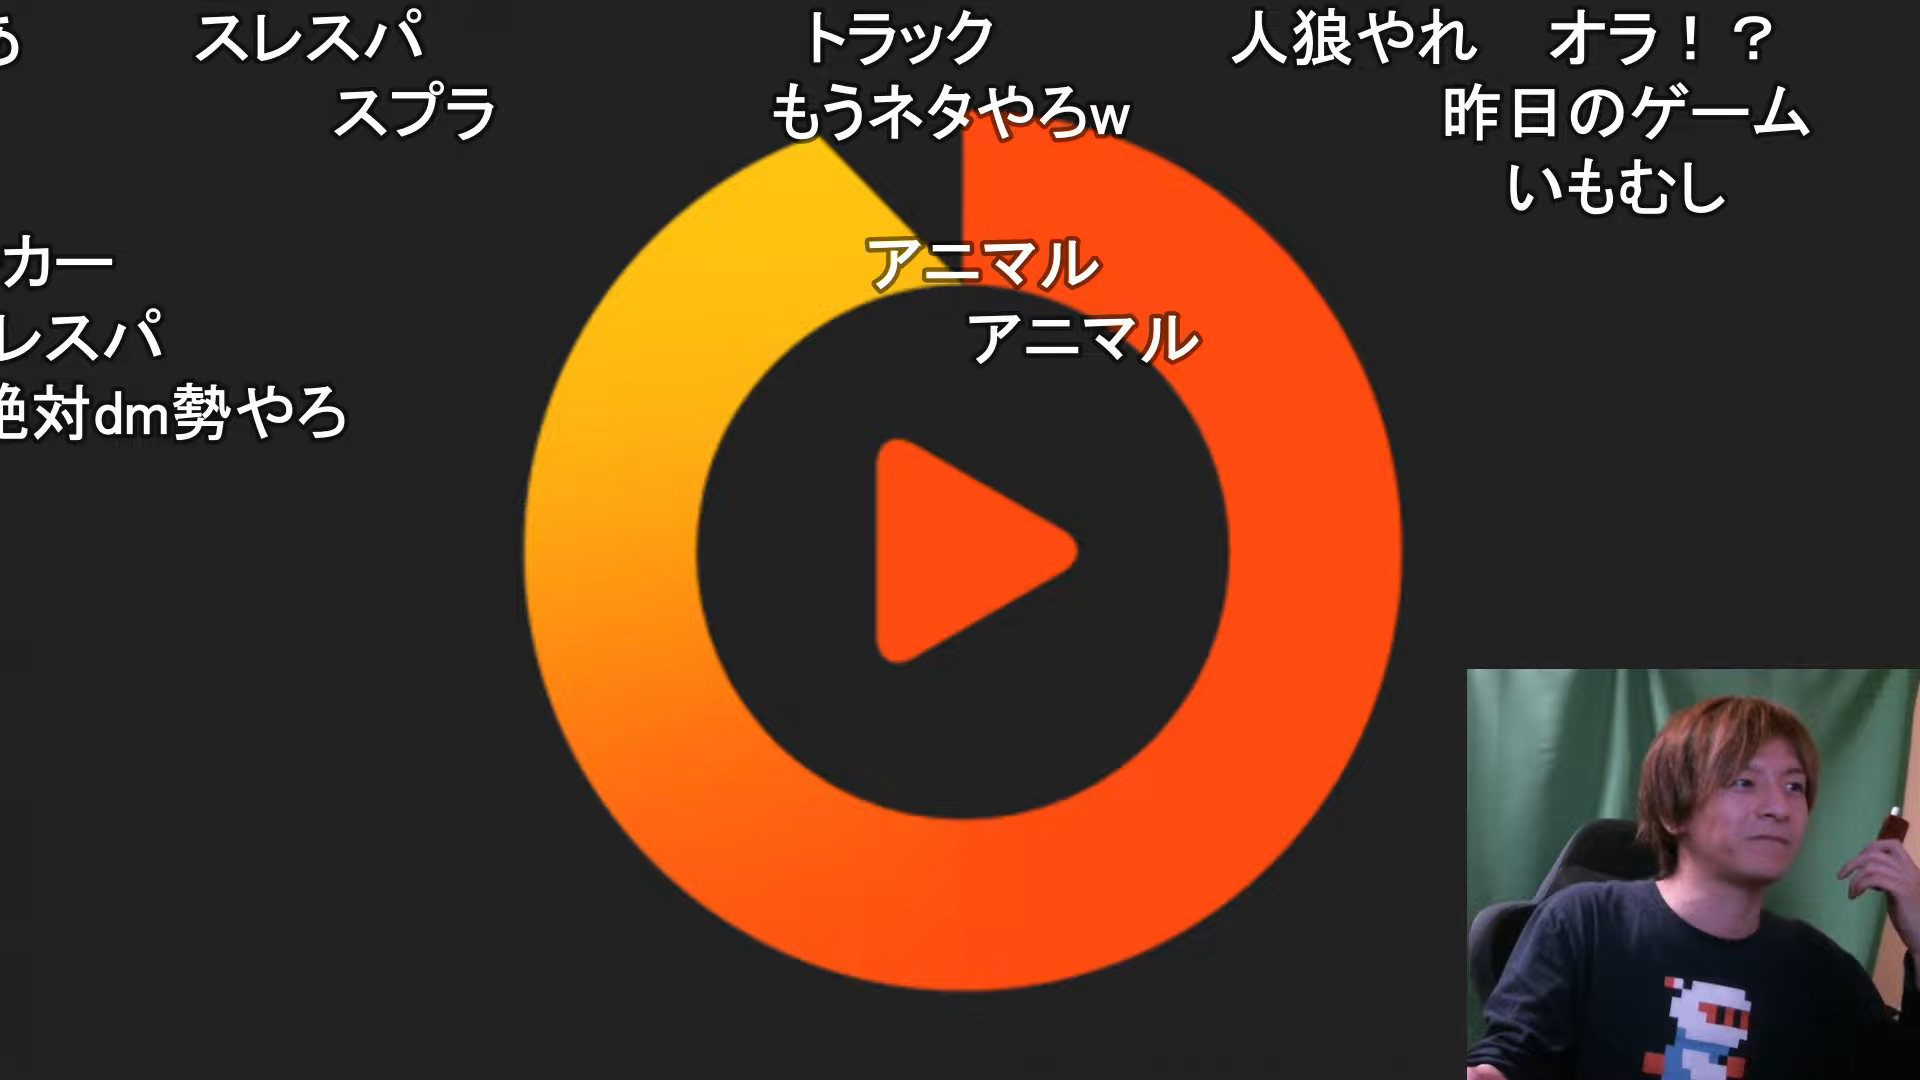 スレスパ
トラック
人狼やれ
オラ！？
スプラ
もうネタやろw
昨日のゲーム
いもむし
カー
アニマル
レスパ
アニマル
絶対dm勢やろ